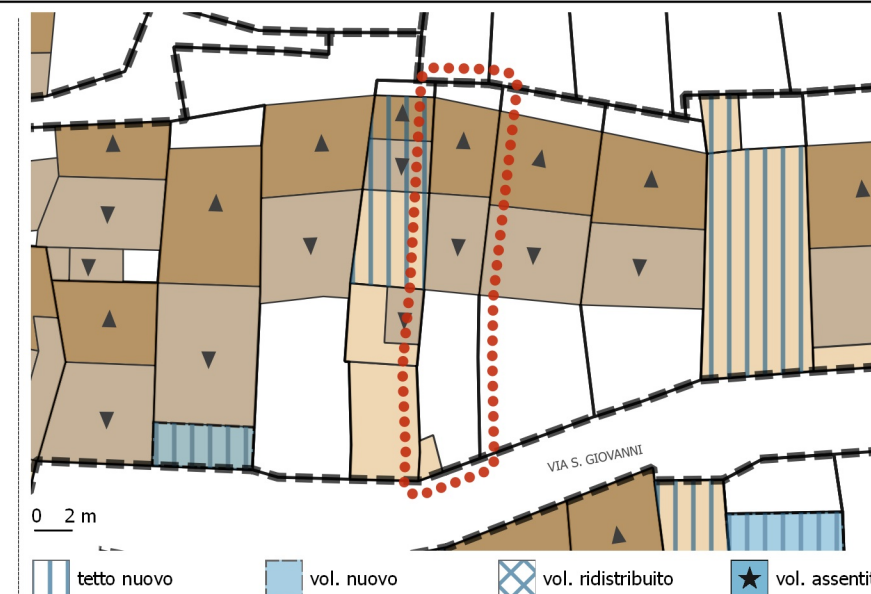 VIA S. GIOVANNI
0 2 m
tetto nuovo
vol. nuovo
vol. ridistribuito
vol. assenti